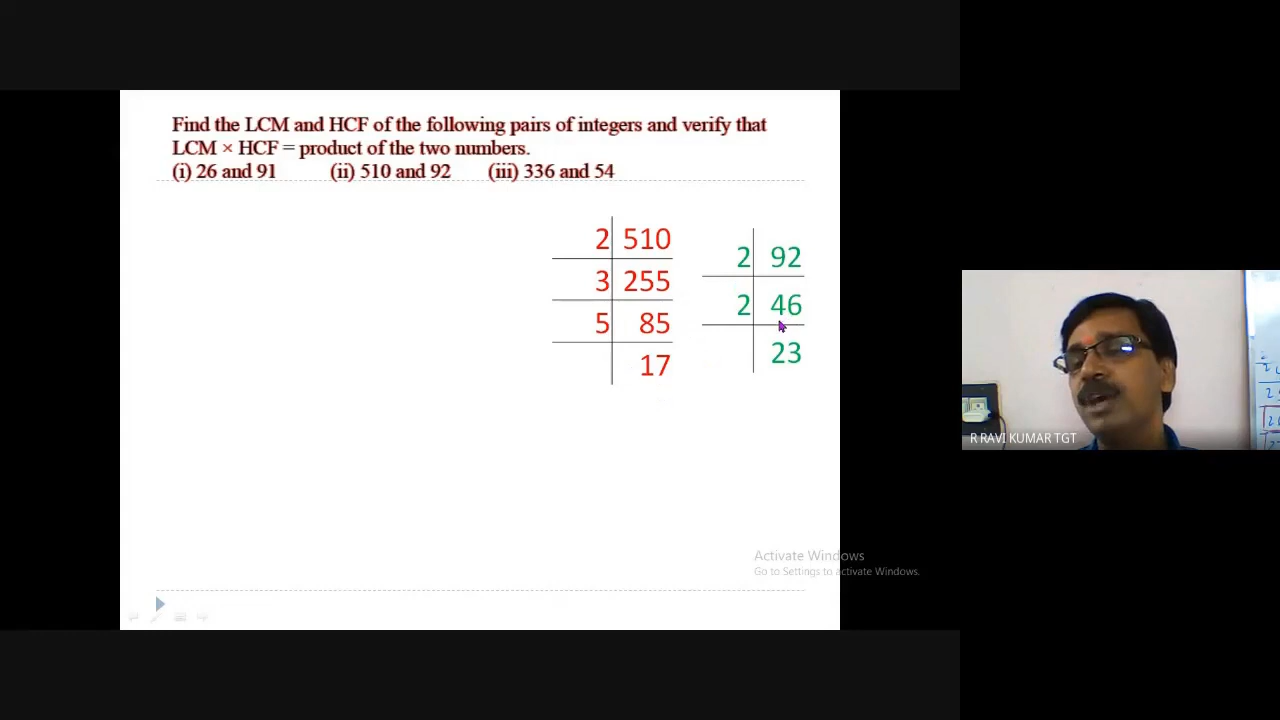 Find the LCM and HCF of the following pairs of integers and verify that
LCM × HCF = product of the two numbers.
(i) 26 and 91 (ii) 510 and 92 (iii) 336 and 54
2 510
3 255
5 85
17
2 92
2 46
23
R RAVI KUMAR TGT
Activate Windows
Go to Settings to activate Windows.